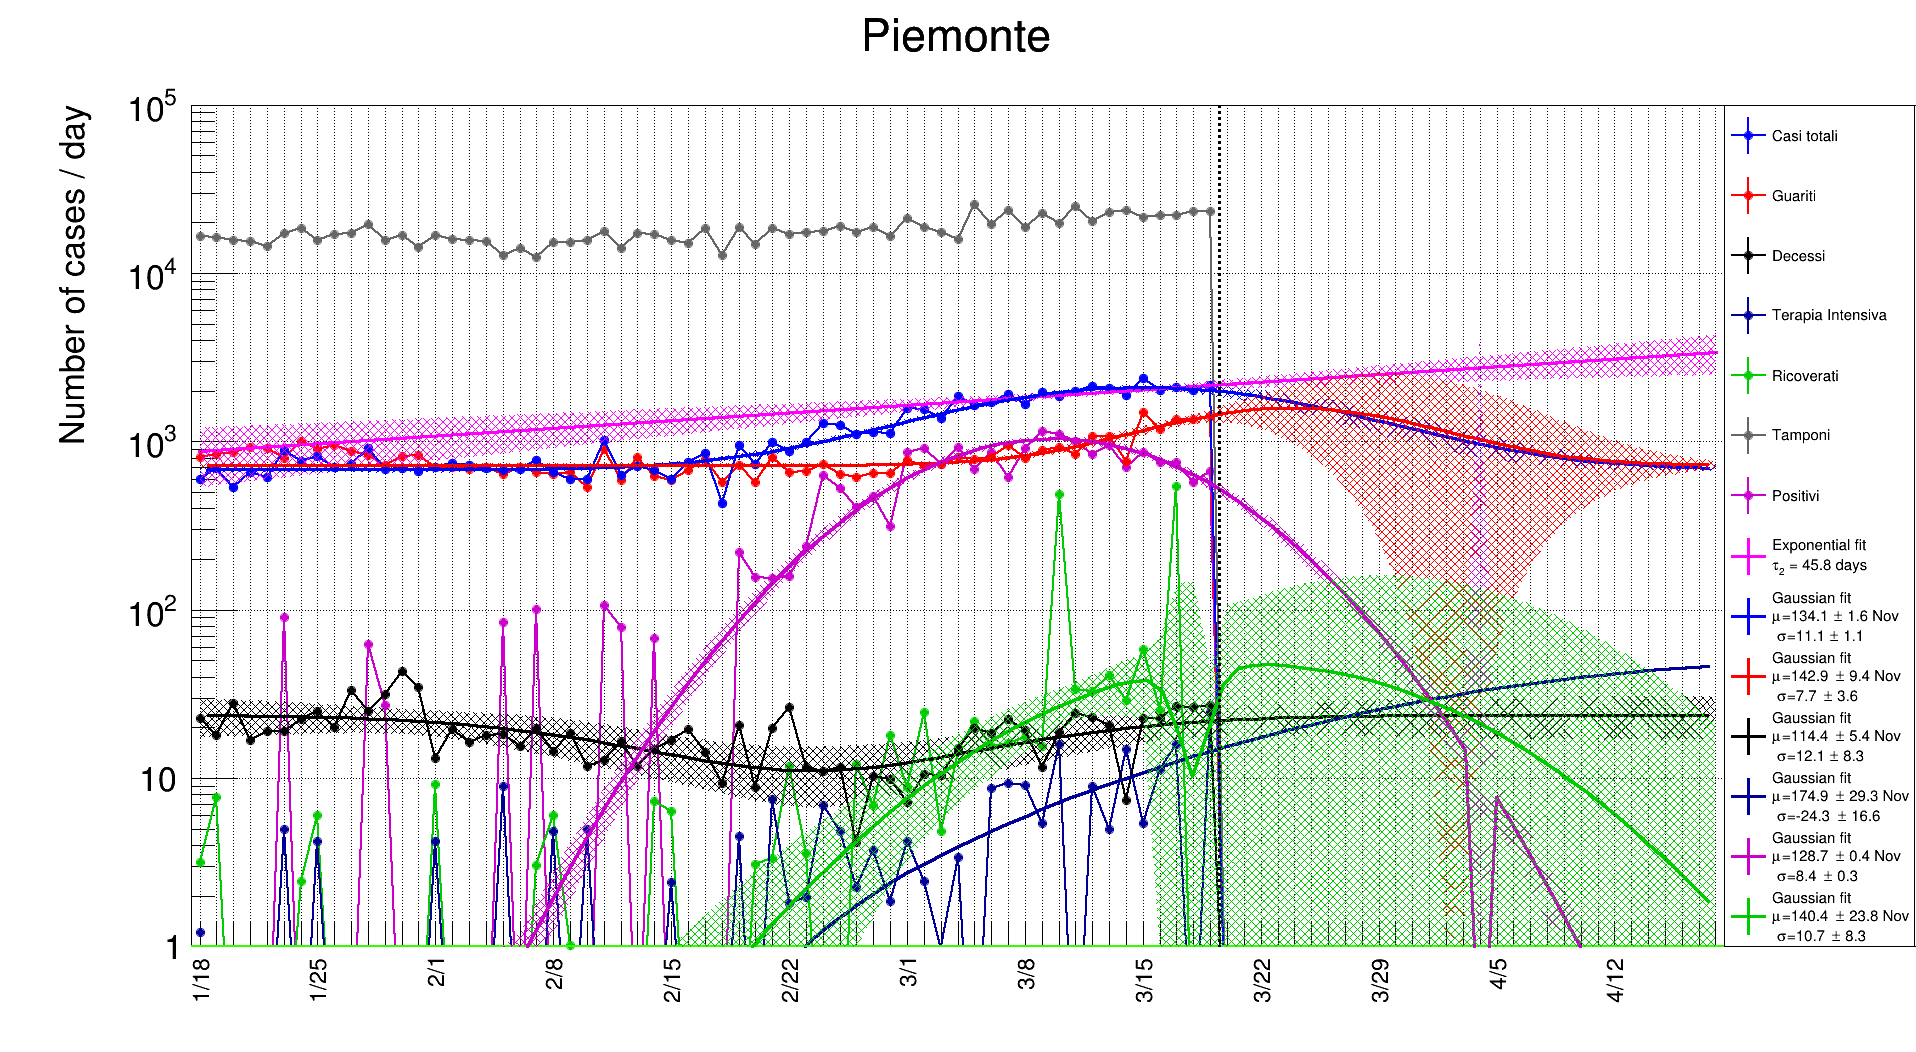 Piemonte
Number of cases / day
10^5
10^4
10^3
10^2
10
1
1/18
1/25
2/1
2/8
2/15
2/22
3/1
3/8
3/15
3/22
3/29
4/5
4/12
Casi totali
Guariti
Decessi
Terapia Intensiva
Ricoverati
Tamponi
Positivi
Exponential fit
τ₂ = 45.8 days
Gaussian fit
μ=134.1 ± 1.6 Nov
σ=11.1 ± 1.1
Gaussian fit
μ=142.9 ± 9.4 Nov
σ=7.7 ± 3.6
Gaussian fit
μ=114.4 ± 5.4 Nov
σ=12.1 ± 8.3
Gaussian fit
μ=174.9 ± 29.3 Nov
σ=-24.3 ± 16.6
Gaussian fit
μ=128.7 ± 0.4 Nov
σ=8.4 ± 0.3
Gaussian fit
μ=140.4 ± 23.8 Nov
σ=10.7 ± 8.3